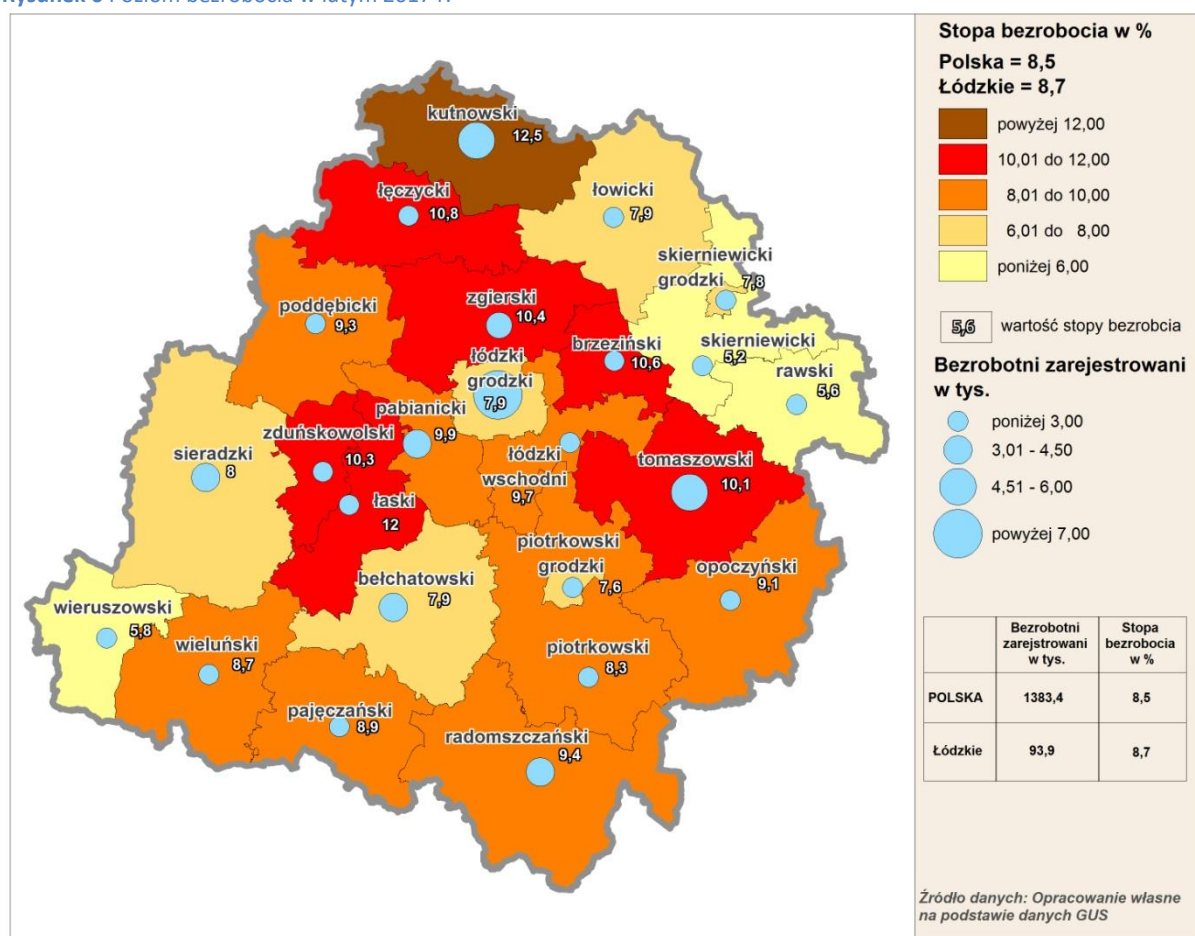 Rysunek 6 Poziom bezrobocia w lutym 2017 r.
kutnowski
12,5
łęczycki
10,8
łowicki
7,9
skierniewicki
grodzki
7,8
poddębicki
9,3
zgierski
10,4
brzeziński
10,6
skierniewicki
5,2
rawski
5,6
łódzki
grodzki
7,9
pabianicki
9,9
zduńskowolski
10,3
sieradzki
8
łaski
12
łódzki
wschodni
9,7
tomaszowski
10,1
piotrkowski
grodzki
7,6
opoczyński
9,1
bełchatowski
7,9
wieruszowski
5,8
wieluński
8,7
piotrkowski
8,3
pajęczański
8,9
radomszczański
9,4
Stopa bezrobocia w %
Polska = 8,5
Łódzkie = 8,7
powyżej 12,00
10,01 do 12,00
8,01 do 10,00
6,01 do 8,00
poniżej 6,00
5,6 wartość stopy bezrobcia
Bezrobotni zarejestrowani
w tys.
poniżej 3,00
3,01 - 4,50
4,51 - 6,00
powyżej 7,00
Bezrobotni zarejstrowani w tys. Stopa bezrobocia w %
POLSKA 1383,4 8,5
Łódzkie 93,9 8,7
Źródło danych: Opracowanie własne
na podstawie danych GUS